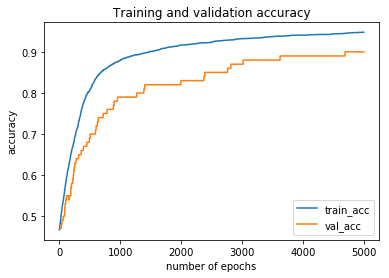 Training and validation accuracy
0.9
0.8
0.7
0.6
0.5
accuracy
train_acc
val_acc
0 1000 2000 3000 4000 5000
number of epochs